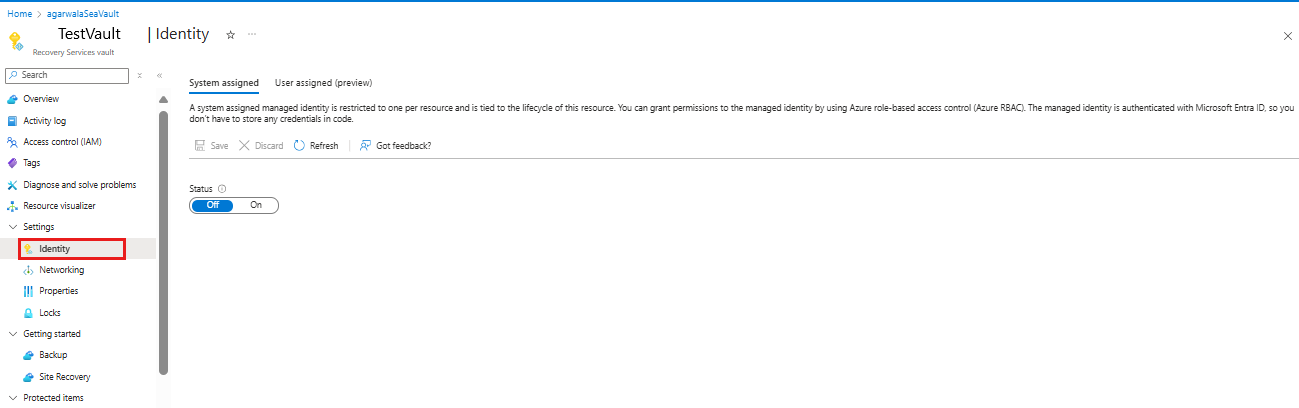 Home > agarwalaSeaVault
TestVault | Identity ☆ ···
Recovery Services vault
Search
System assigned User assigned (preview)
A system assigned managed identity is restricted to one per resource and is tied to the lifecycle of this resource. You can grant permissions to the managed identity by using Azure role-based access control (Azure RBAC). The managed identity is authenticated with Microsoft Entra ID, so you
don't have to store any credentials in code.
Save Discard Refresh Got feedback?
Status
Off On
Overview
Activity log
Access control (IAM)
Tags
Diagnose and solve problems
Resource visualizer
Settings
Identity
Networking
Properties
Locks
Getting started
Backup
Site Recovery
Protected items